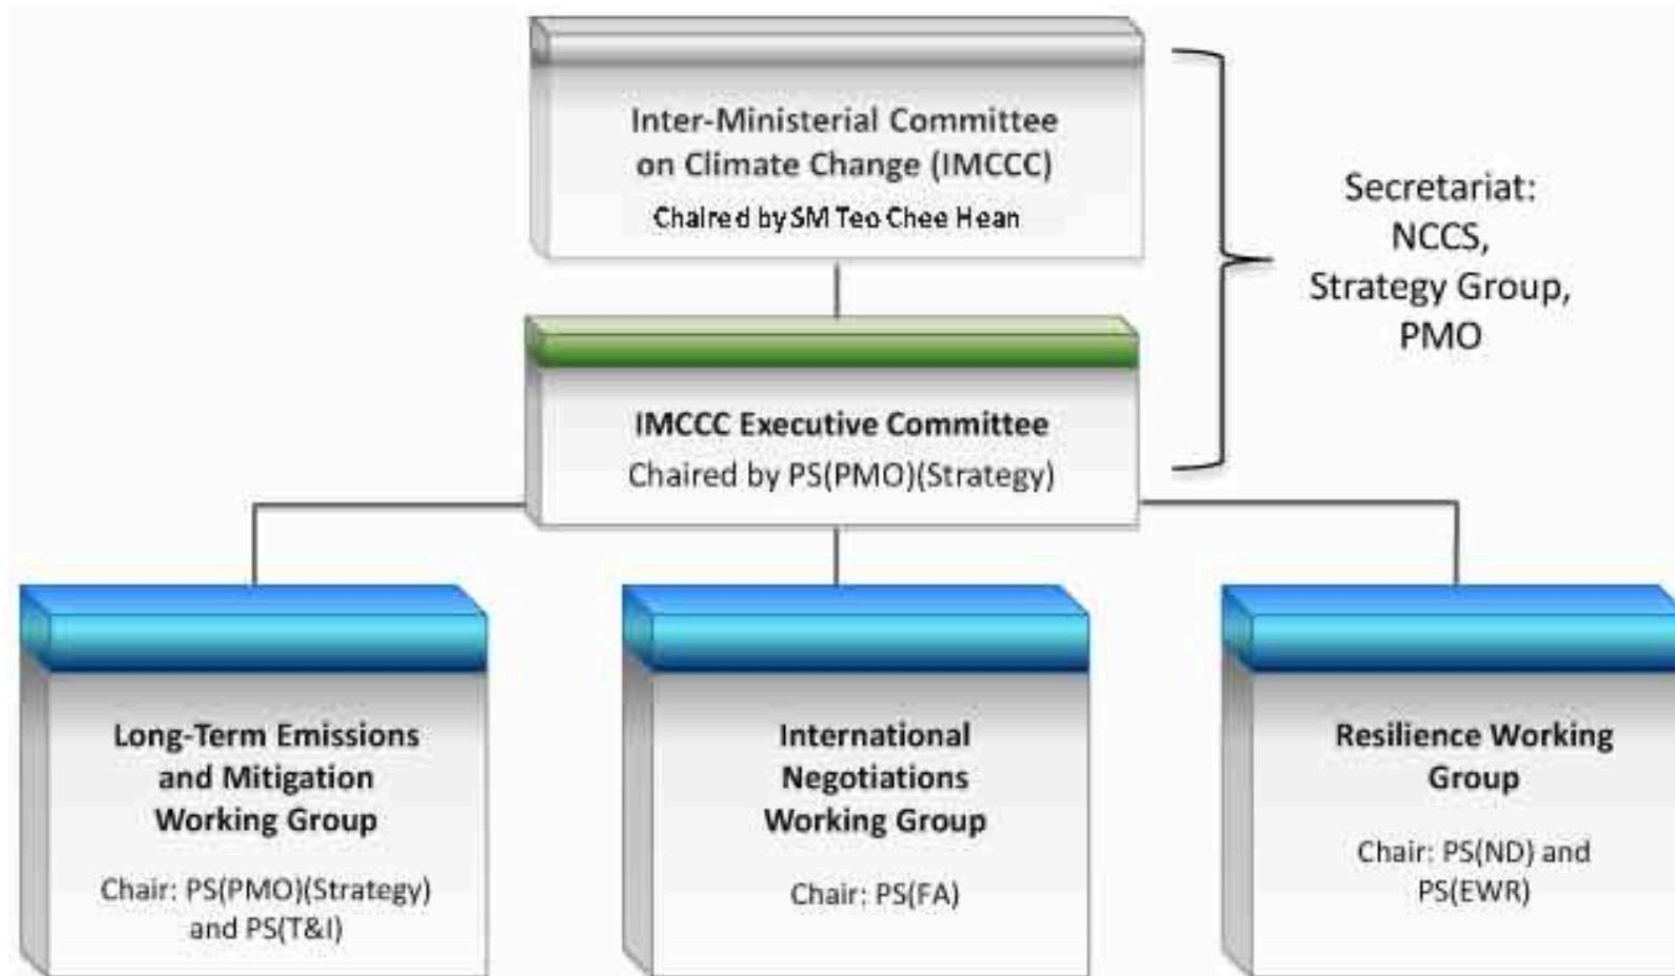 Inter-Ministerial Committee
on Climate Change (IMCCC)
Chaired by SM Teo Chee Hean
Secretariat:
NCCS,
Strategy Group,
PMO
IMCCC Executive Committee
Chaired by PS(PMO)(Strategy)
Long-Term Emissions
and Mitigation
Working Group
Chair: PS(PMO)(Strategy)
and PS(T&I)
International
Negotiations
Working Group
Chair: PS(FA)
Resilience Working
Group
Chair: PS(ND) and
PS(EWR)